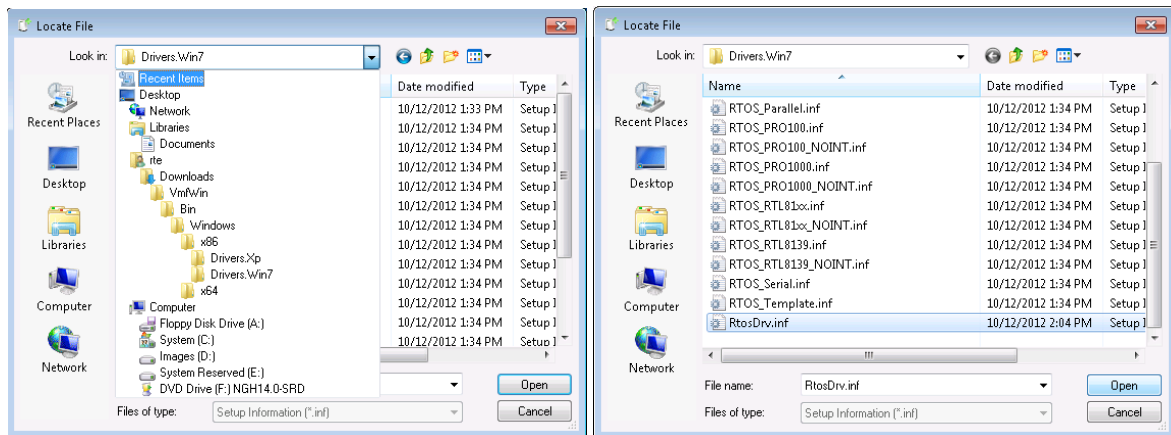 Locate File
Look in: Drivers.Win7
Recent Items
Desktop
Network
Libraries
Documents
rte
Downloads
VmfWin
Bin
Windows
x86
Drivers.Xp
Drivers.Win7
x64
Computer
Floppy Disk Drive (A:)
System (C:)
Images (D:)
System Reserved (E:)
DVD Drive (F:) NGH14.0-SRD
Recent Places
Desktop
Libraries
Computer
Network
Date modified Type
10/12/2012 1:33 PM Setup I
10/12/2012 1:34 PM Setup I
10/12/2012 1:34 PM Setup I
10/12/2012 1:34 PM Setup I
10/12/2012 1:34 PM Setup I
10/12/2012 1:34 PM Setup I
10/12/2012 1:34 PM Setup I
10/12/2012 1:34 PM Setup I
10/12/2012 1:34 PM Setup I
10/12/2012 1:34 PM Setup I
10/12/2012 1:34 PM Setup I
10/12/2012 1:34 PM Setup I
10/12/2012 1:34 PM Setup I
Open
Files of type: Setup Information (*.inf) Cancel
Locate File
Look in: Drivers.Win7
Recent Places
Desktop
Libraries
Computer
Network
Name Date modified Type
RTOS_Parallel.inf 10/12/2012 1:34 PM Setup I
RTOS_PRO100.inf 10/12/2012 1:34 PM Setup I
RTOS_PRO100_NOINT.inf 10/12/2012 1:34 PM Setup I
RTOS_PRO1000.inf 10/12/2012 1:34 PM Setup I
RTOS_PRO1000_NOINT.inf 10/12/2012 1:34 PM Setup I
RTOS_RTL81xx.inf 10/12/2012 1:34 PM Setup I
RTOS_RTL81xx_NOINT.inf 10/12/2012 1:34 PM Setup I
RTOS_RTL8139.inf 10/12/2012 1:34 PM Setup I
RTOS_RTL8139_NOINT.inf 10/12/2012 1:34 PM Setup I
RTOS_Serial.inf 10/12/2012 1:34 PM Setup I
RTOS_Template.inf 10/12/2012 1:34 PM Setup I
RtosDrv.inf 10/12/2012 2:04 PM Setup I
File name: RtosDrv.inf Open
Files of type: Setup Information (*.inf) Cancel